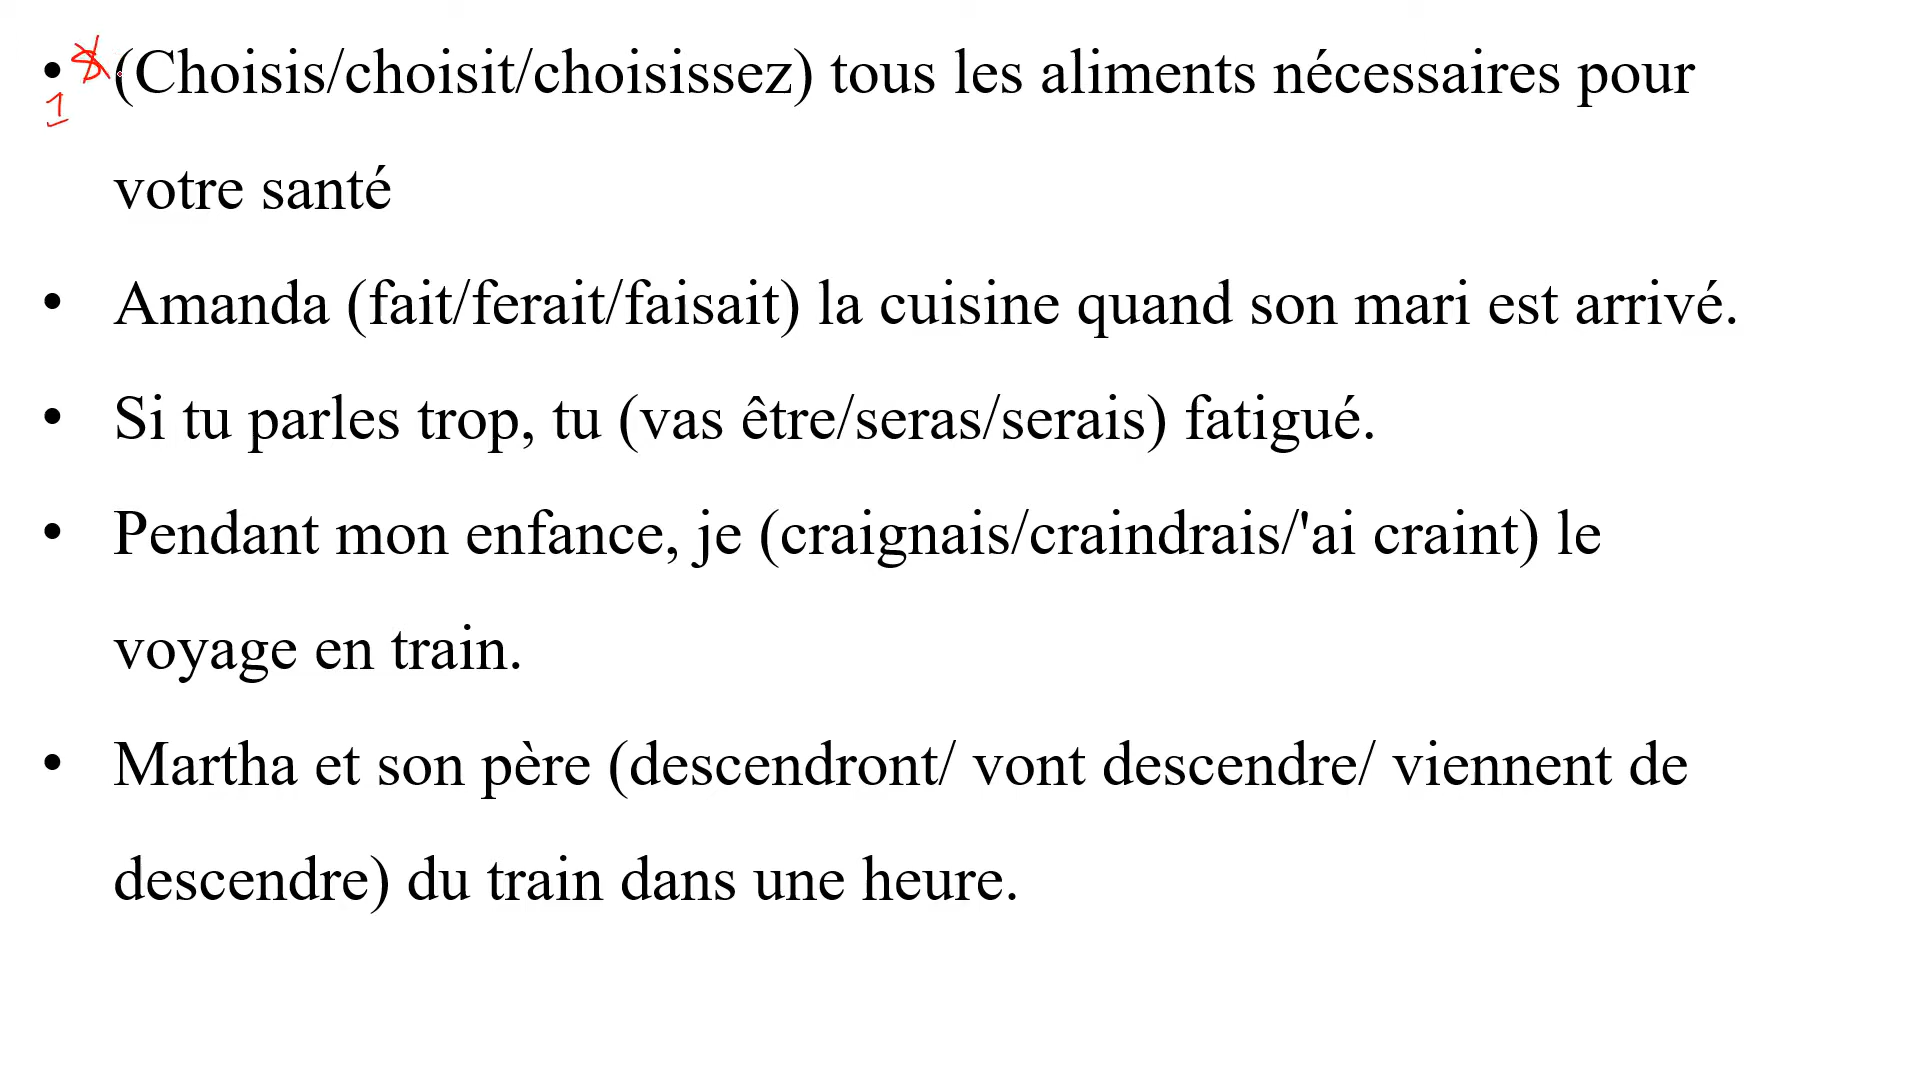 • (Choisis/choisit/choisissez) tous les aliments nécessaires pour
1
votre santé
• Amanda (fait/ferait/faisait) la cuisine quand son mari est arrivé.
• Si tu parles trop, tu (vas être/seras/serais) fatigué.
• Pendant mon enfance, je (craignais/craindrais/'ai craint) le
voyage en train.
• Martha et son père (descendront/ vont descendre/ viennent de
descendre) du train dans une heure.